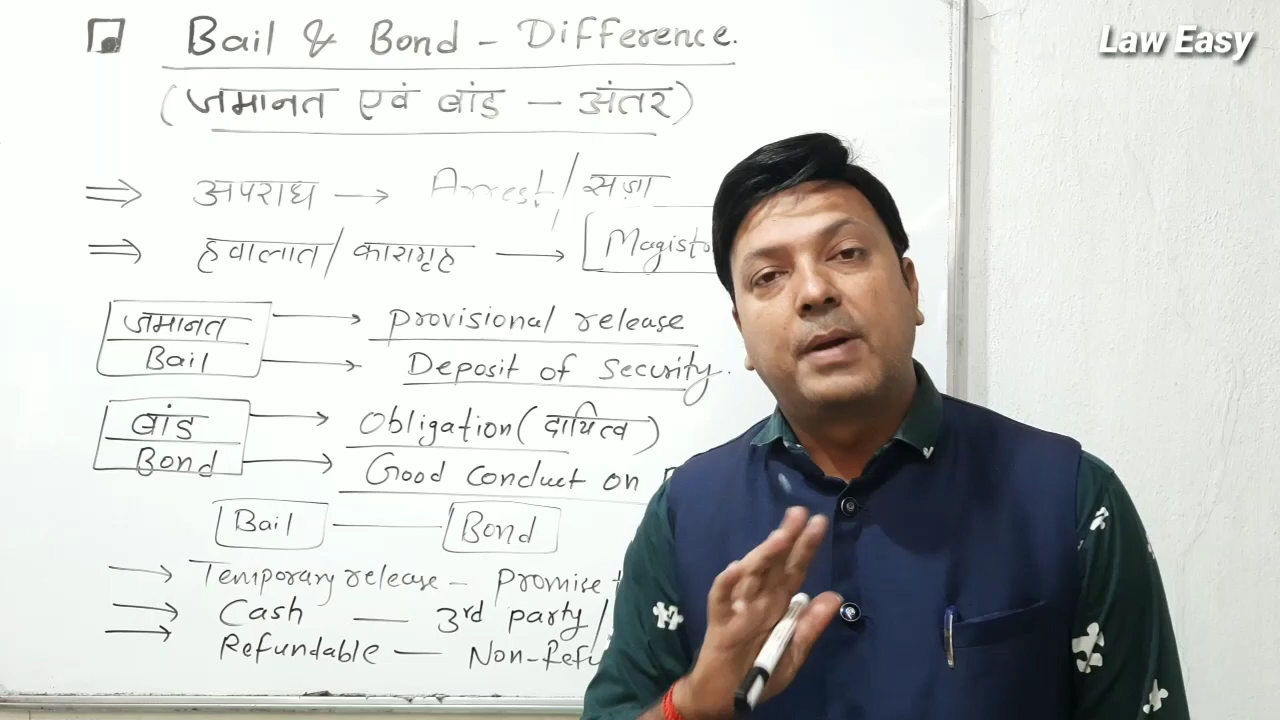 Law Easy
Bail & Bond - Difference.
(जमानत एवं बांड - अंतर)
⇒ अपराध → Arrest / सज़ा
⇒ हवालात / कारागृह → [Magistr
जमानत → provisional release
Bail → Deposit of security.
बांड → Obligation (दायित्व)
Bond → Good conduct on
Bail — Bond
→ Temporary release - promise
→ Cash — 3rd party /
→ Refundable — Non-Refu